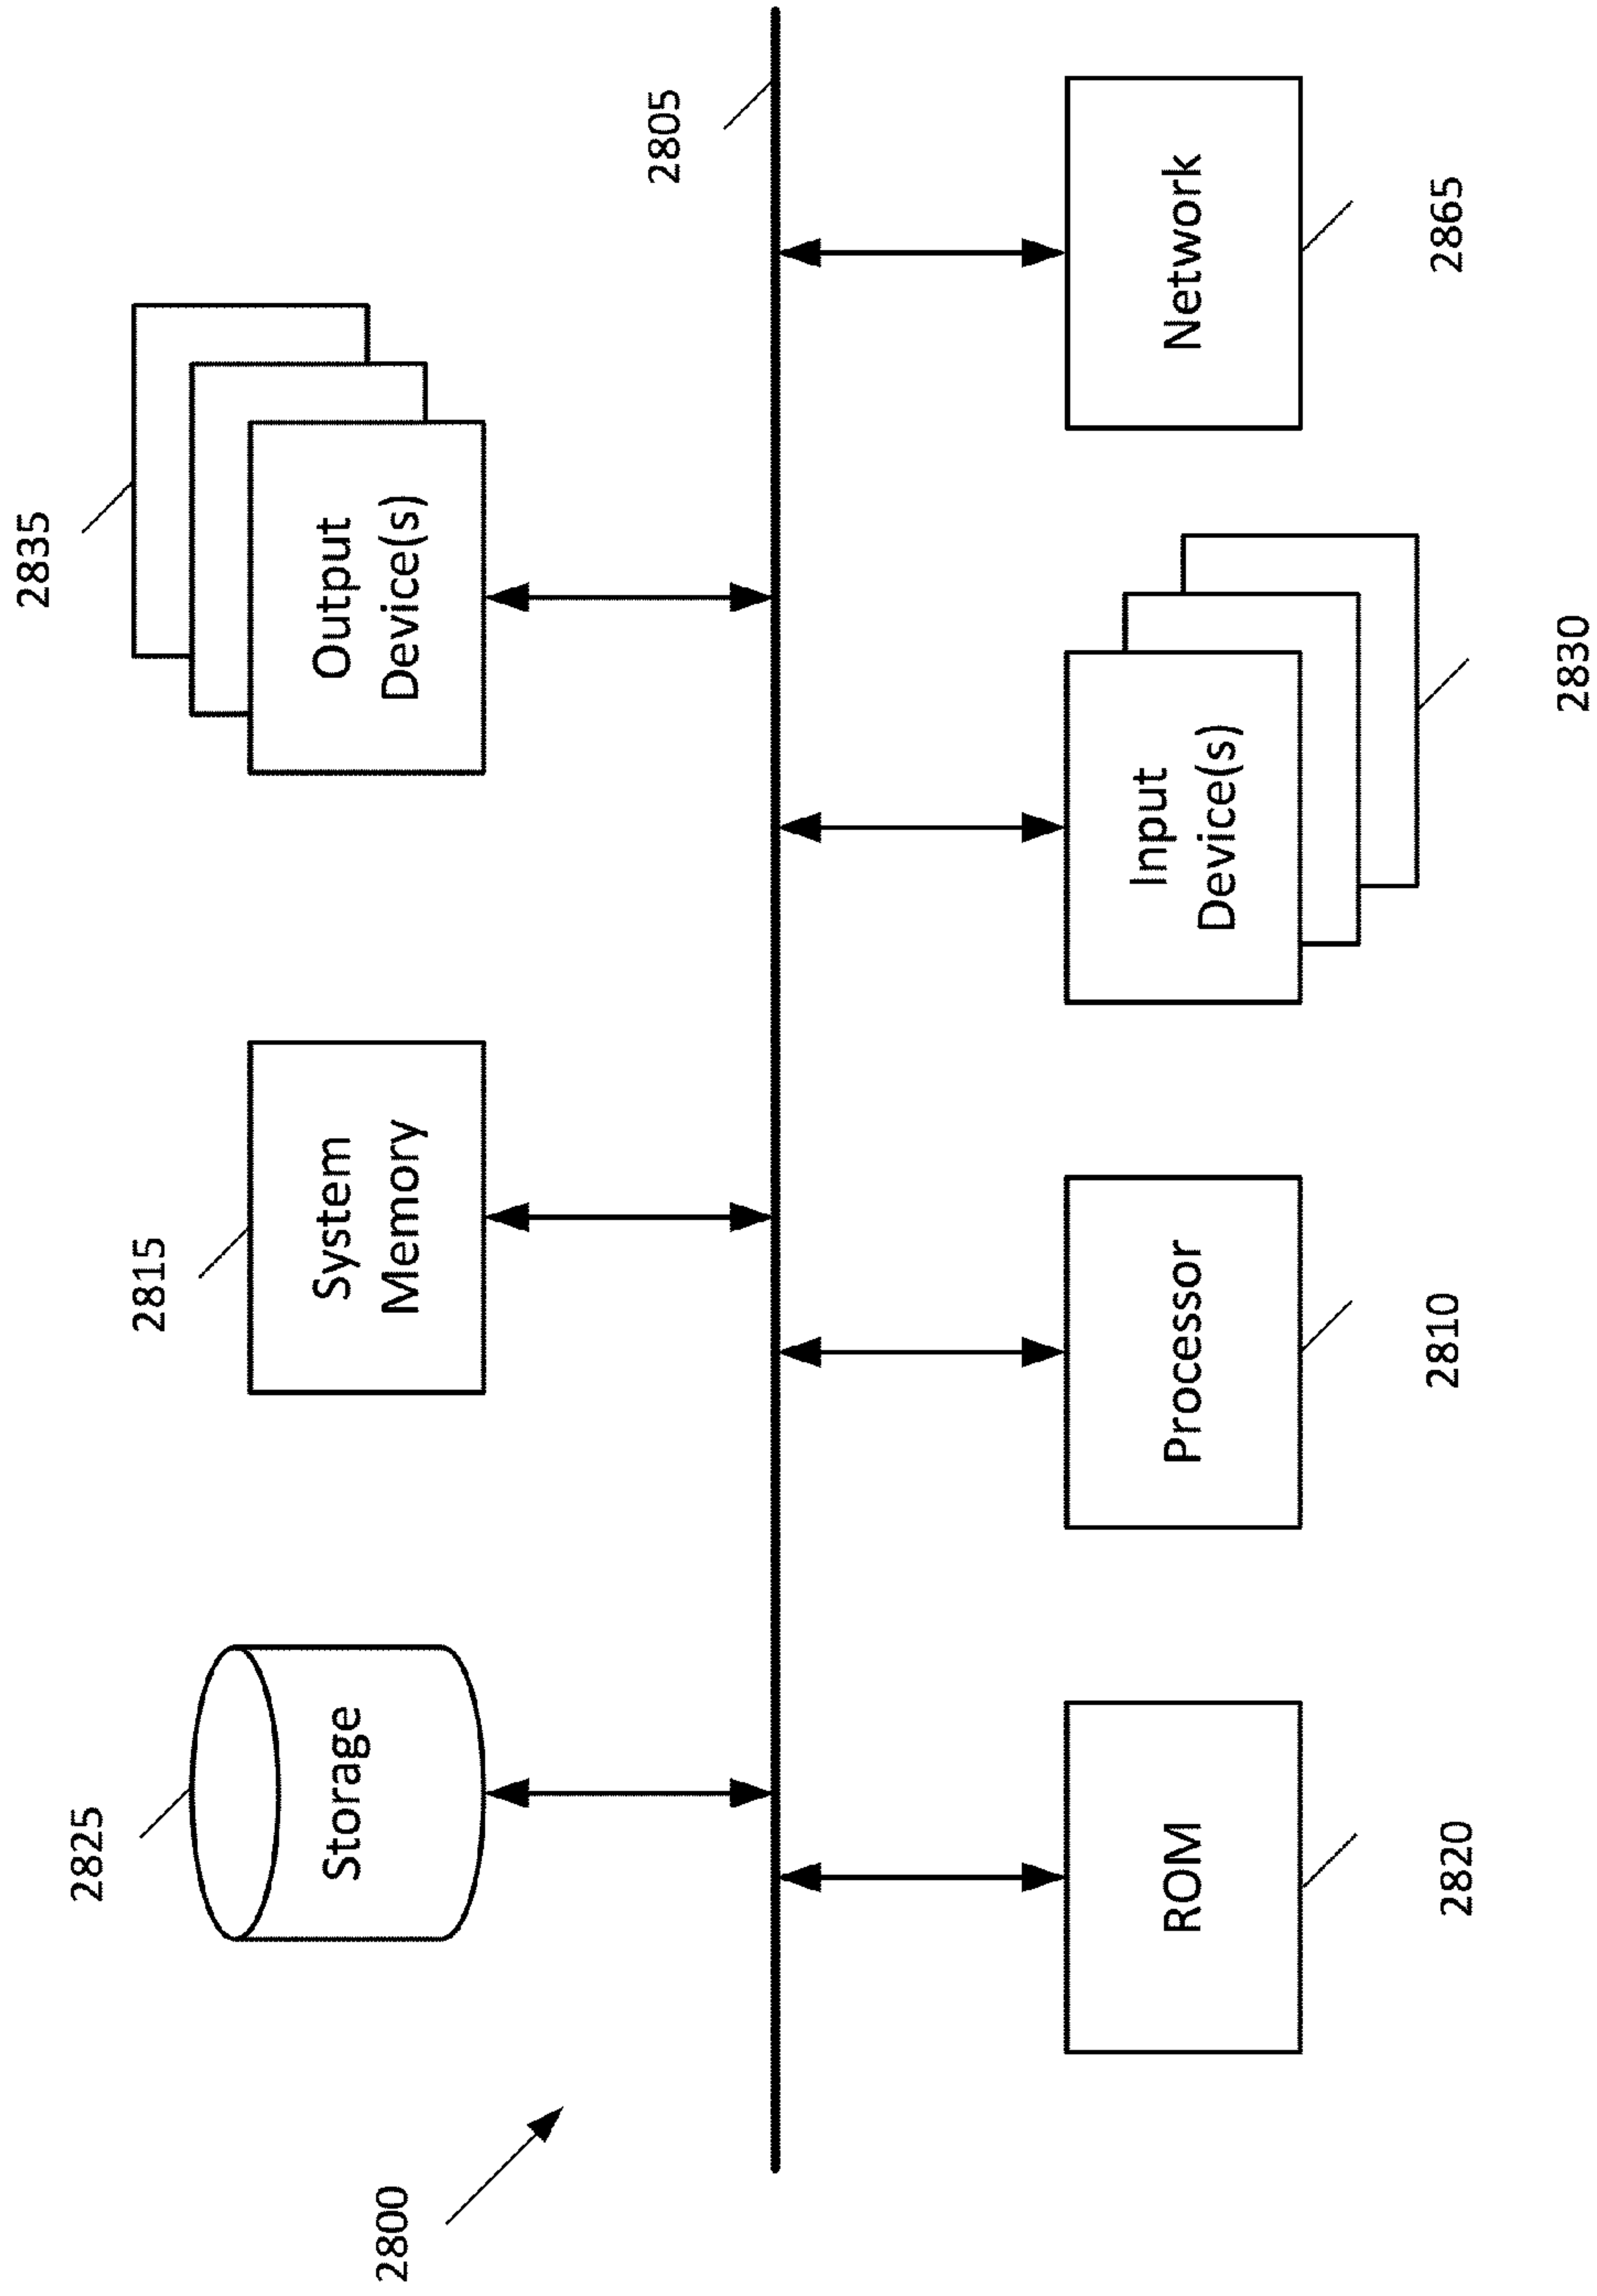 2825
2815
2835
Storage
System
Memory
Output
Device(s)
2800
2805
ROM
Processor
Input
Device(s)
Network
2820
2810
2830
2865